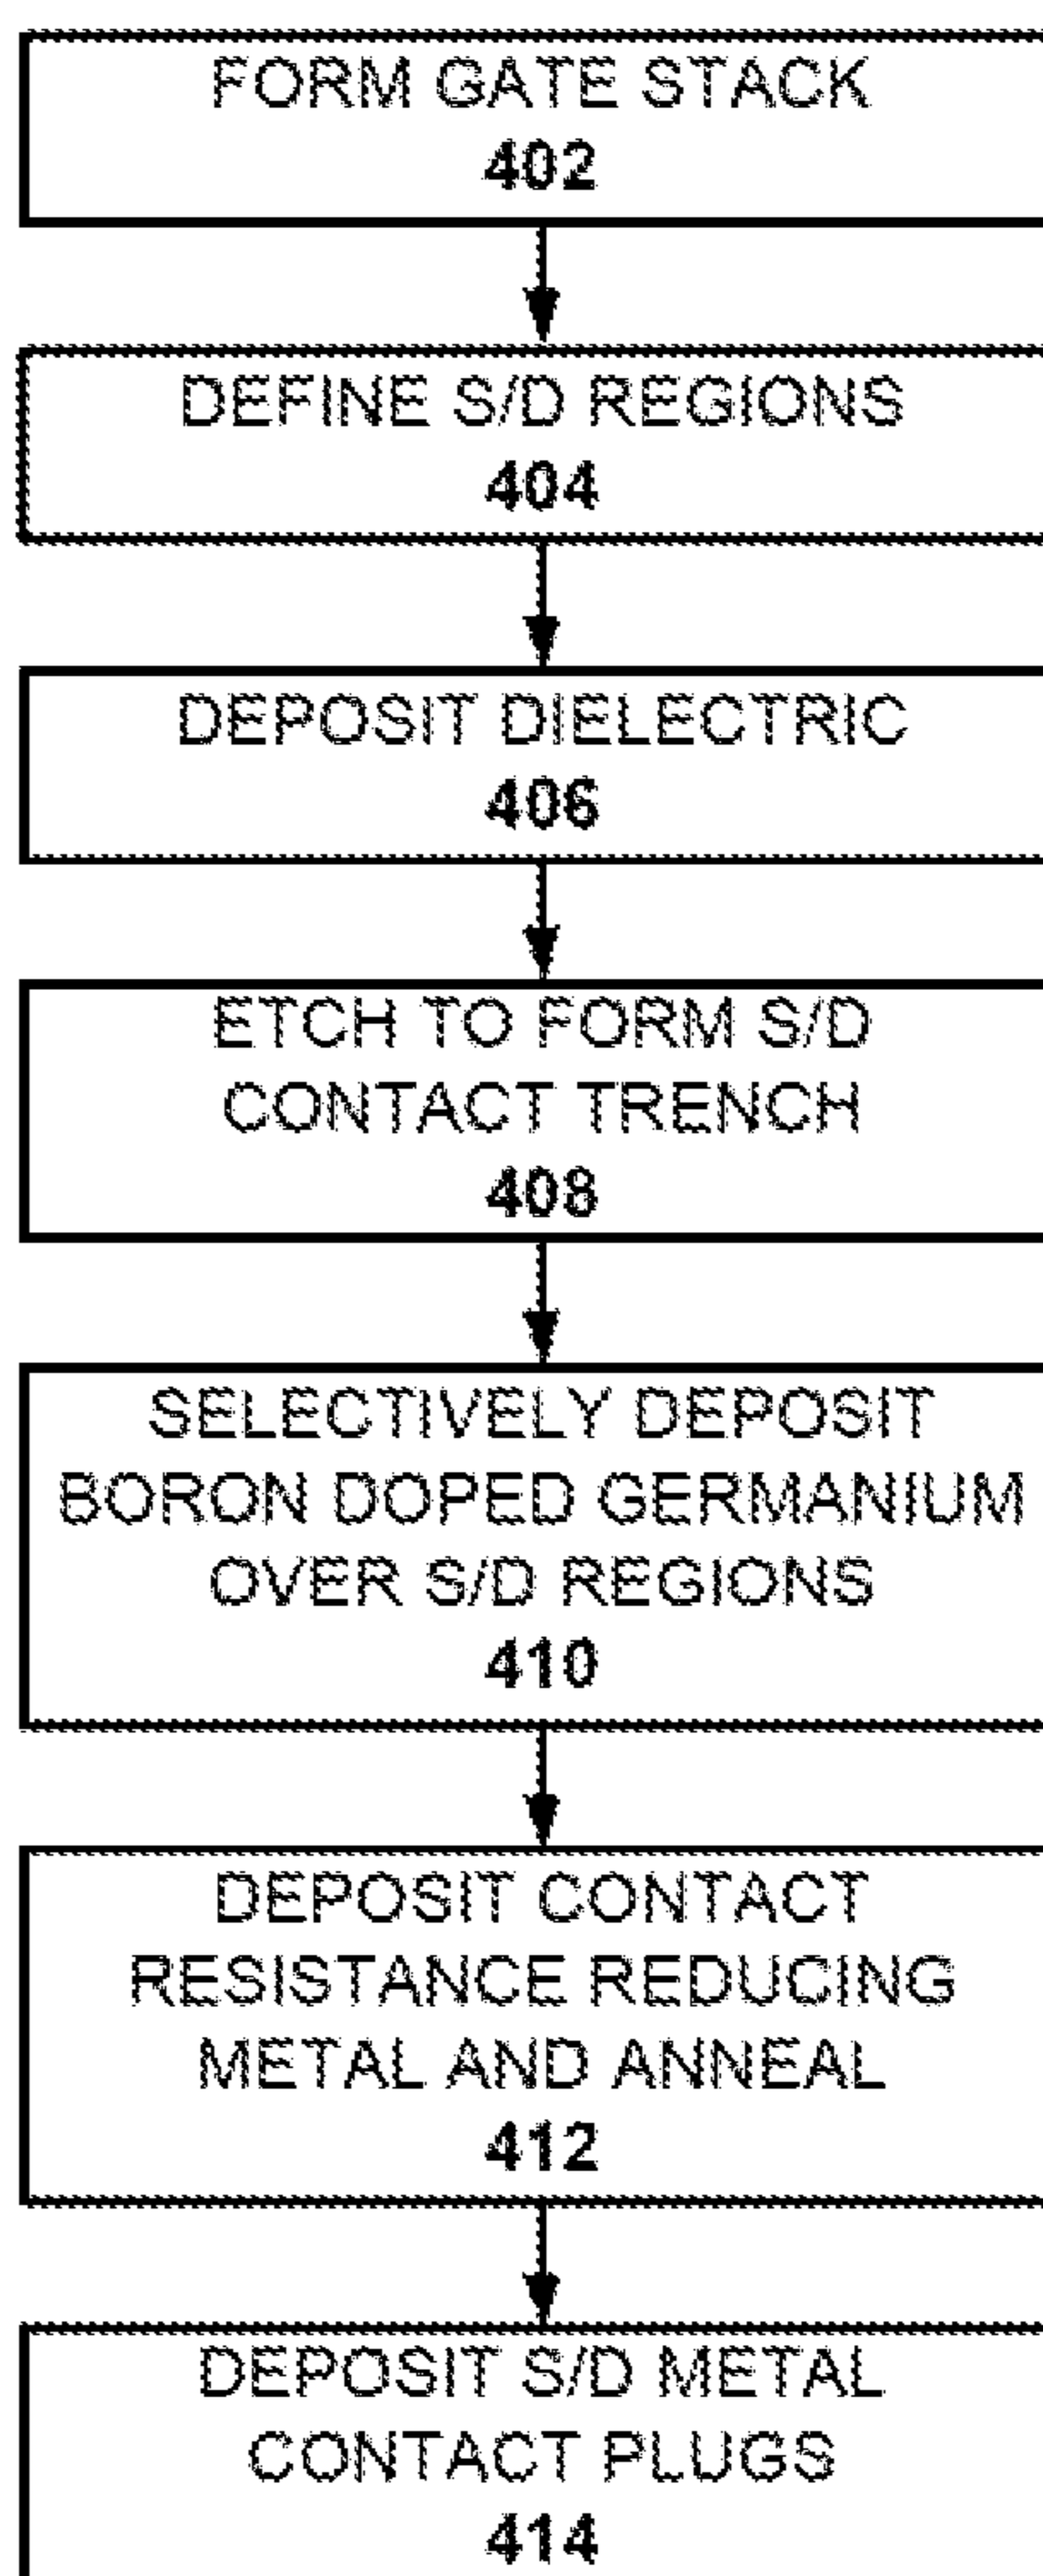 FORM GATE STACK
402
DEFINE S/D REGIONS
404
DEPOSIT DIELECTRIC
406
ETCH TO FORM S/D
CONTACT TRENCH
408
SELECTIVELY DEPOSIT
BORON DOPED GERMANIUM
OVER S/D REGIONS
410
DEPOSIT CONTACT
RESISTANCE REDUCING
METAL AND ANNEAL
412
DEPOSIT S/D METAL
CONTACT PLUGS
414